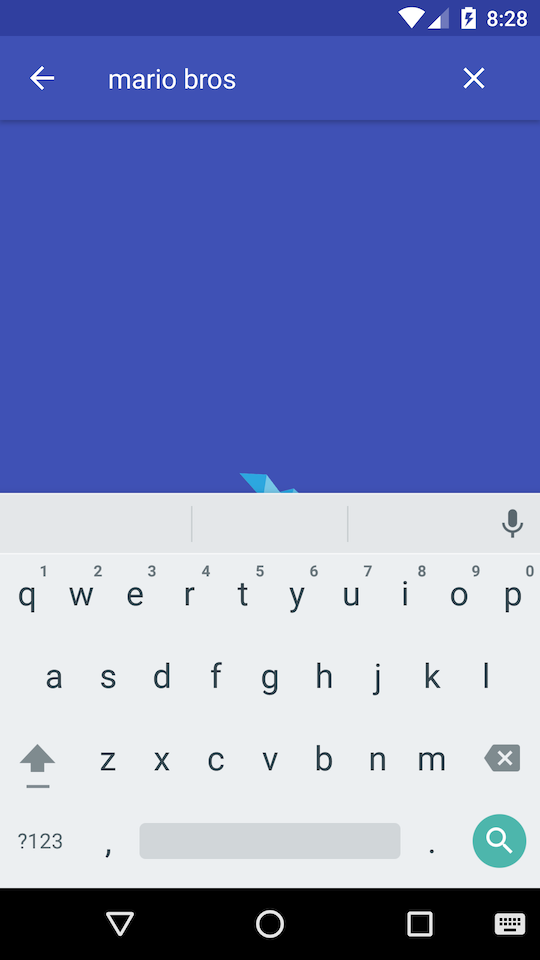 8:28
mario bros
1 2 3 4 5 6 7 8 9 0
q w e r t y u i o p
a s d f g h j k l
z x c v b n m
?123 , .